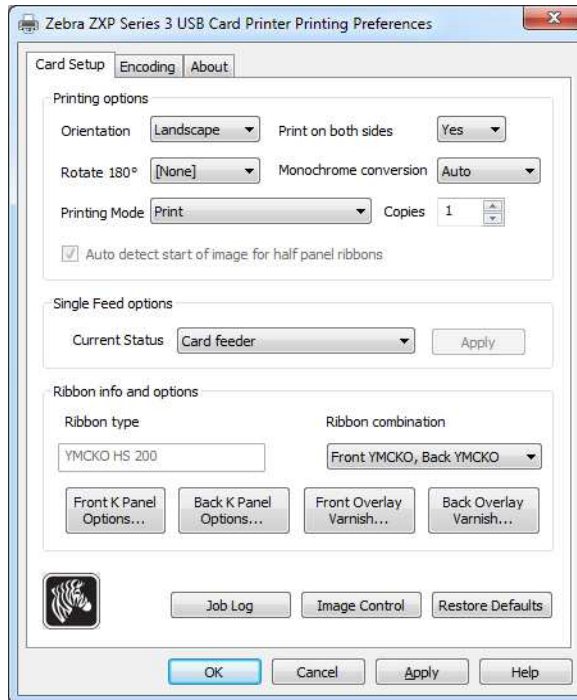 Zebra ZXP Series 3 USB Card Printer Printing Preferences
Card Setup Encoding About
Printing options
Orientation Landscape Print on both sides Yes
Rotate 180° [None] Monochrome conversion Auto
Printing Mode Print Copies 1
Auto detect start of image for half panel ribbons
Single Feed options
Current Status Card feeder Apply
Ribbon info and options
Ribbon type Ribbon combination
YMCKO HS 200 Front YMCKO, Back YMCKO
Front K Panel Back K Panel Front Overlay Back Overlay
Options... Options... Varnish... Varnish...
Job Log Image Control Restore Defaults
OK Cancel Apply Help